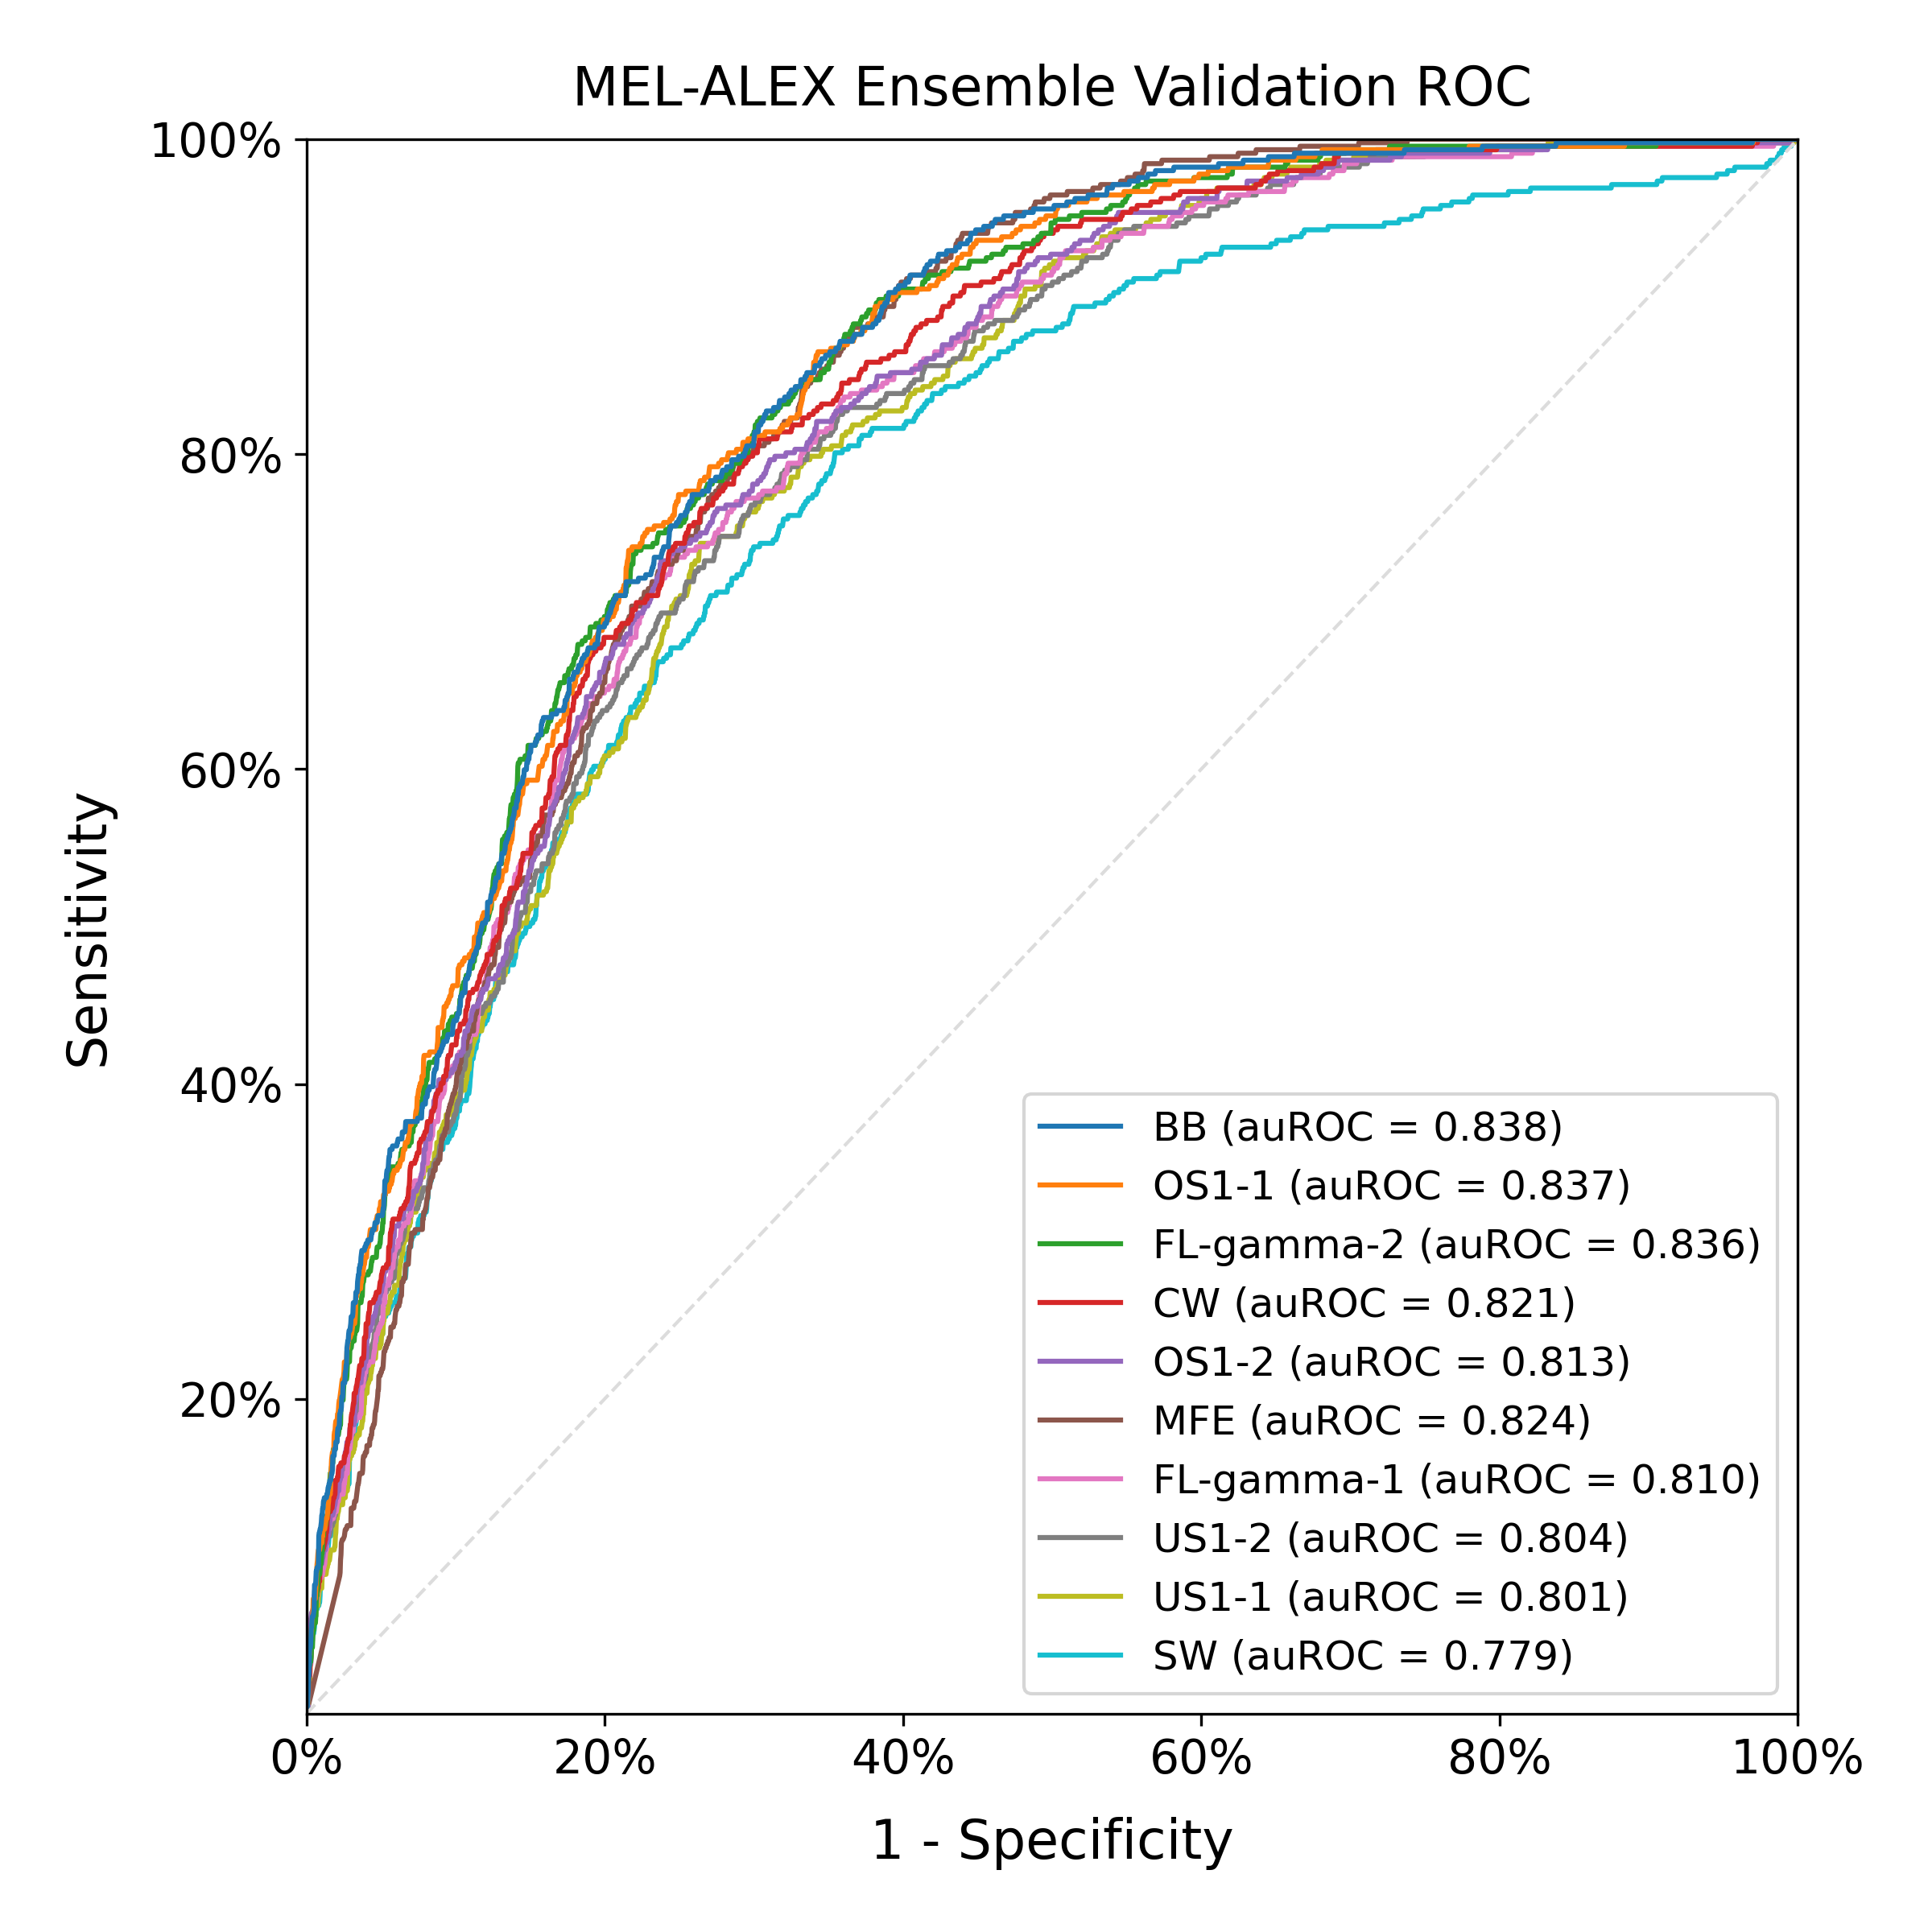 MEL-ALEX Ensemble Validation ROC
100%
80%
60%
40%
20%
Sensitivity
BB (auROC = 0.838)
OS1-1 (auROC = 0.837)
FL-gamma-2 (auROC = 0.836)
CW (auROC = 0.821)
OS1-2 (auROC = 0.813)
MFE (auROC = 0.824)
FL-gamma-1 (auROC = 0.810)
US1-2 (auROC = 0.804)
US1-1 (auROC = 0.801)
SW (auROC = 0.779)
0% 20% 40% 60% 80% 100%
1 - Specificity